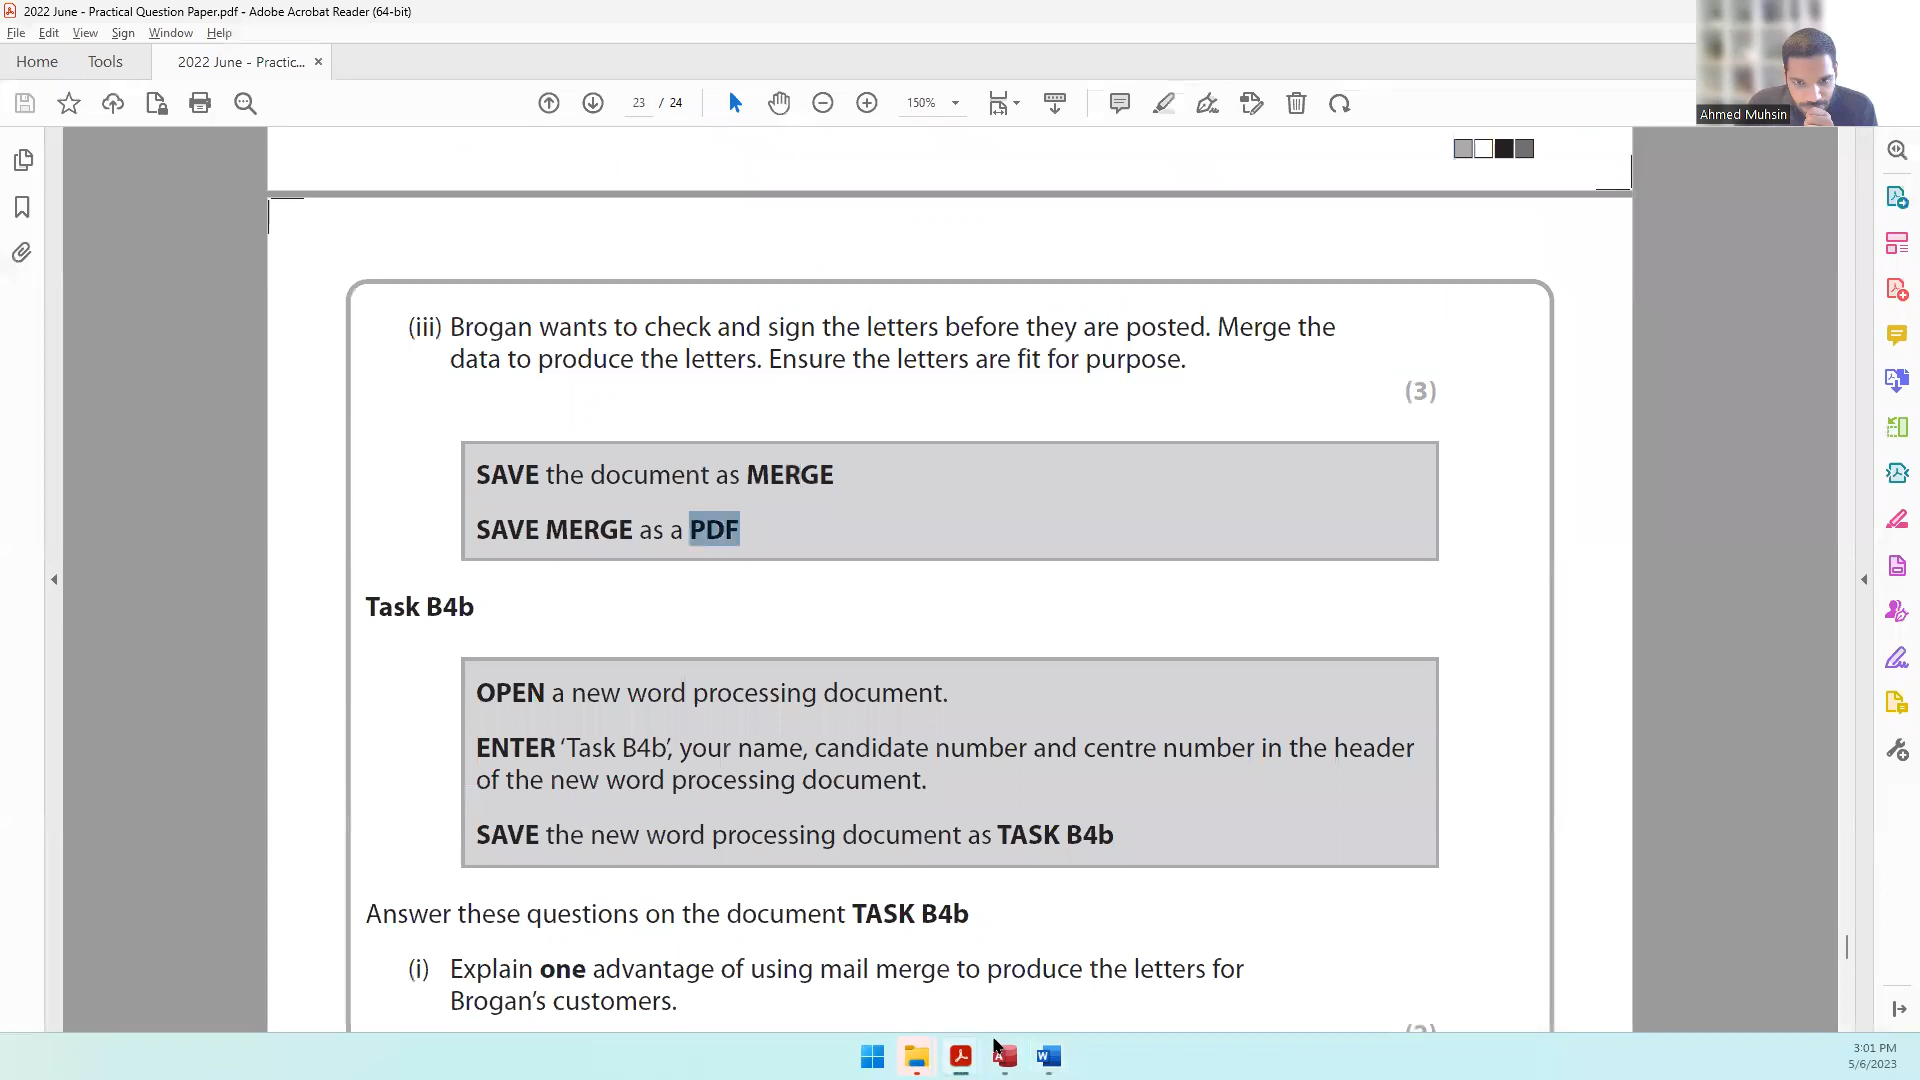 2022 June - Practical Question Paper.pdf - Adobe Acrobat Reader (64-bit)
File Edit View Sign Window Help
Home Tools 2022 June - Practic... ×
23 / 24 150%
Ahmed Muhsin
(iii) Brogan wants to check and sign the letters before they are posted. Merge the
data to produce the letters. Ensure the letters are fit for purpose.
(3)
SAVE the document as MERGE
SAVE MERGE as a PDF
Task B4b
OPEN a new word processing document.
ENTER ‘Task B4b’, your name, candidate number and centre number in the header
of the new word processing document.
SAVE the new word processing document as TASK B4b
Answer these questions on the document TASK B4b
(i) Explain one advantage of using mail merge to produce the letters for
Brogan’s customers.
3:01 PM
5/6/2023